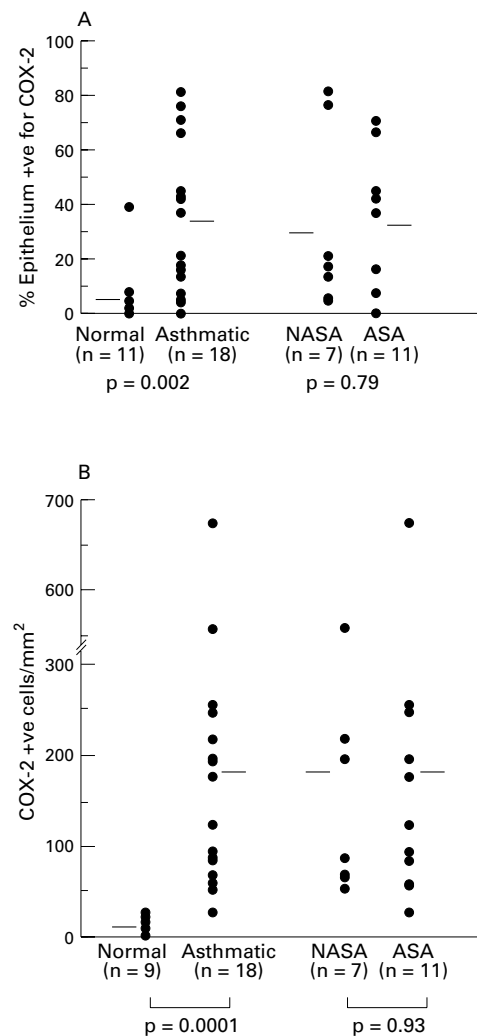 A
% Epithelium +ve for COX-2
100
80
60
40
20
0
Normal Asthmatic NASA ASA
(n = 11) (n = 18) (n = 7) (n = 11)
p = 0.002 p = 0.79
B
COX-2 +ve cells/mm²
700
600
300
200
100
0
Normal Asthmatic NASA ASA
(n = 9) (n = 18) (n = 7) (n = 11)
p = 0.0001 p = 0.93